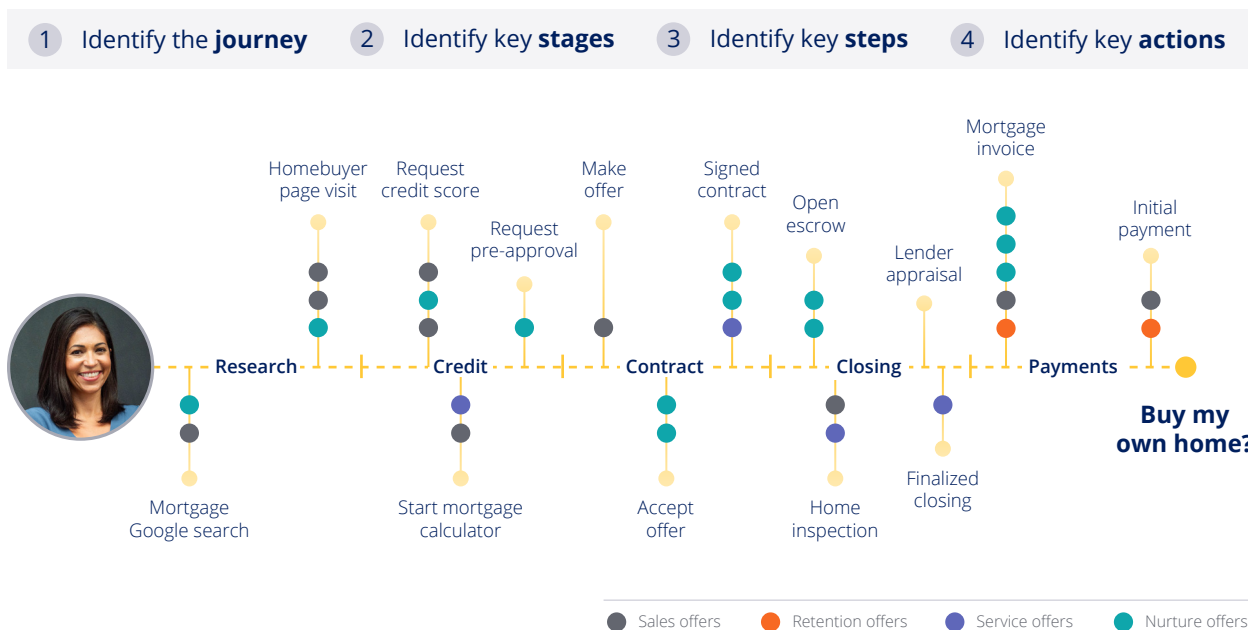 1 Identify the journey
2 Identify key stages
3 Identify key steps
4 Identify key actions
Mortgage
invoice
Homebuyer
page visit
Request
credit score
Make
offer
Signed
contract
Open
escrow
Initial
payment
Request
pre-approval
Lender
appraisal
Research
Credit
Contract
Closing
Payments
Buy my
own home?
Mortgage
Google search
Start mortgage
calculator
Accept
offer
Home
inspection
Finalized
closing
Sales offers
Retention offers
Service offers
Nurture offers